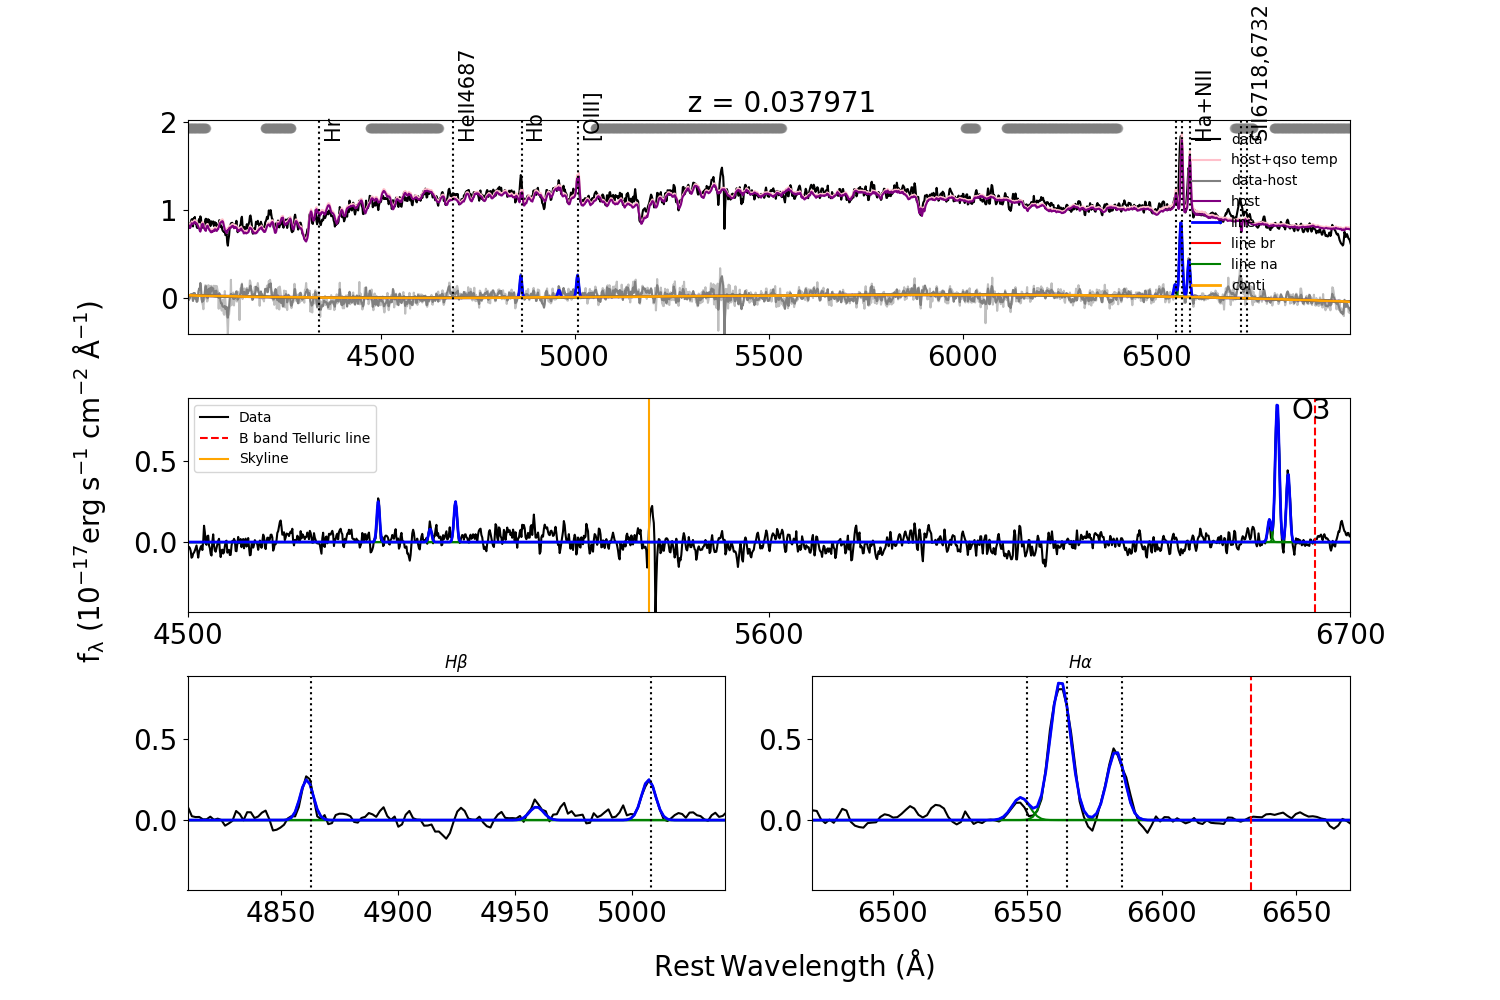 z = 0.037971
Hr
HeII4687
Hb
[OIII]
Ha+NII
SII6718,6732
2
1
0
data
host+qso temp
data-host
host
line
line br
line na
conti
4500 5000 5500 6000 6500
fλ (10⁻¹⁷erg s⁻¹ cm⁻² Å⁻¹)
0.5
0.0
Data
B band Telluric line
Skyline
O3
4500 5600 6700
Hβ
0.5
0.0
4850 4900 4950 5000
Hα
0.5
0.0
6500 6550 6600 6650
Rest Wavelength (Å)